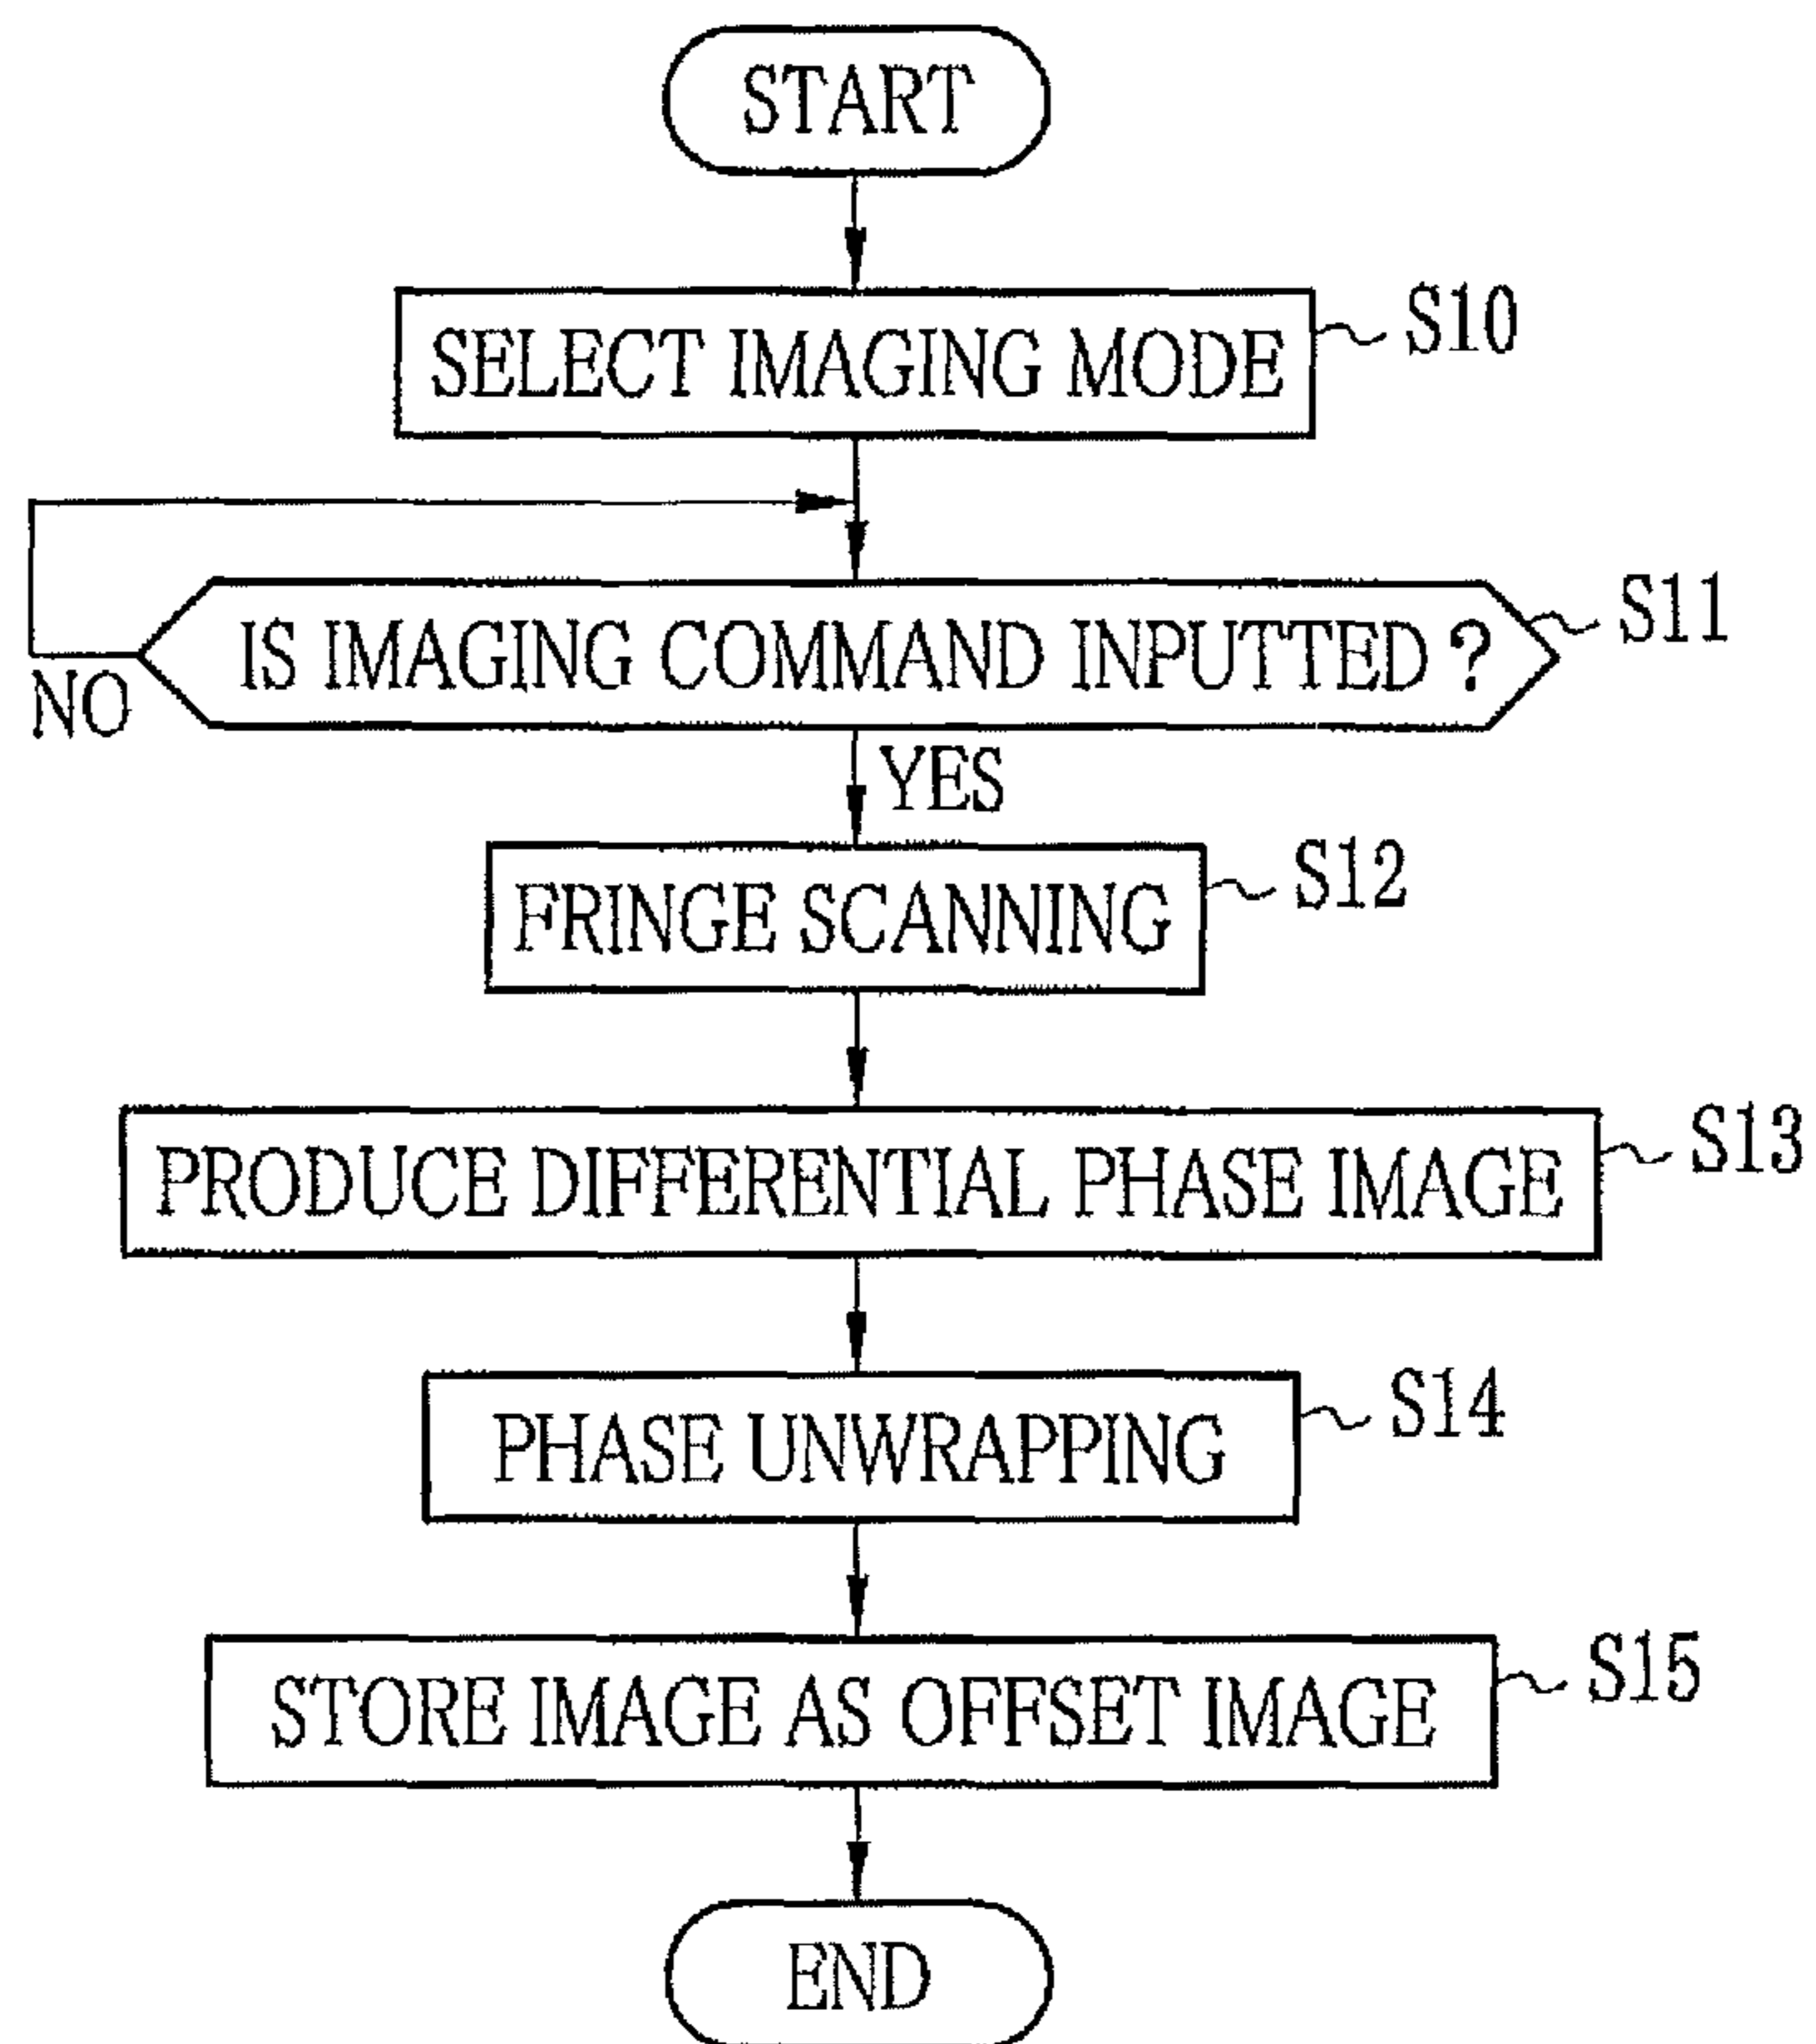 START
SELECT IMAGING MODE
S10
IS IMAGING COMMAND INPUTTED ?
S11
NO
YES
FRINGE SCANNING
S12
PRODUCE DIFFERENTIAL PHASE IMAGE
S13
PHASE UNWRAPPING
S14
STORE IMAGE AS OFFSET IMAGE
S15
END